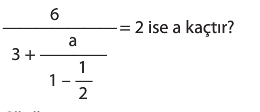 6
3 + a = 2 ise a kaçtır?
1 - 1
2